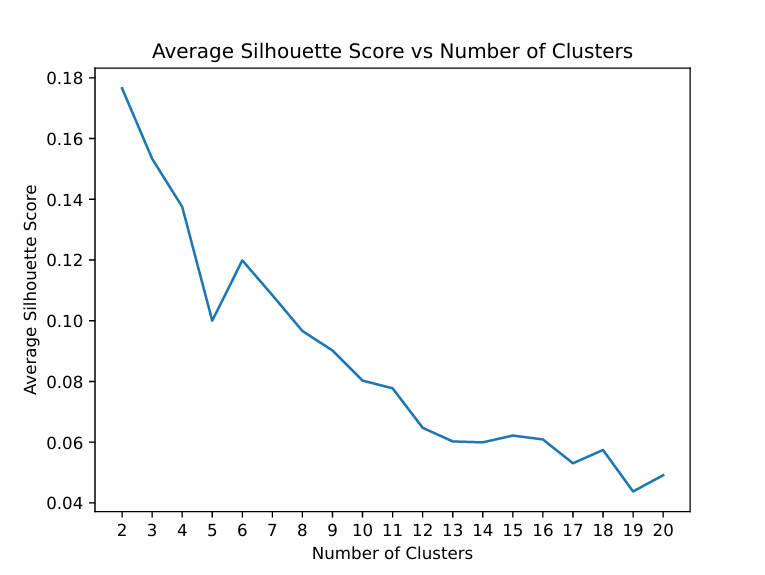 Average Silhouette Score vs Number of Clusters
0.18
0.16
0.14
0.12
0.10
0.08
0.06
0.04
Average Silhouette Score
2 3 4 5 6 7 8 9 10 11 12 13 14 15 16 17 18 19 20
Number of Clusters